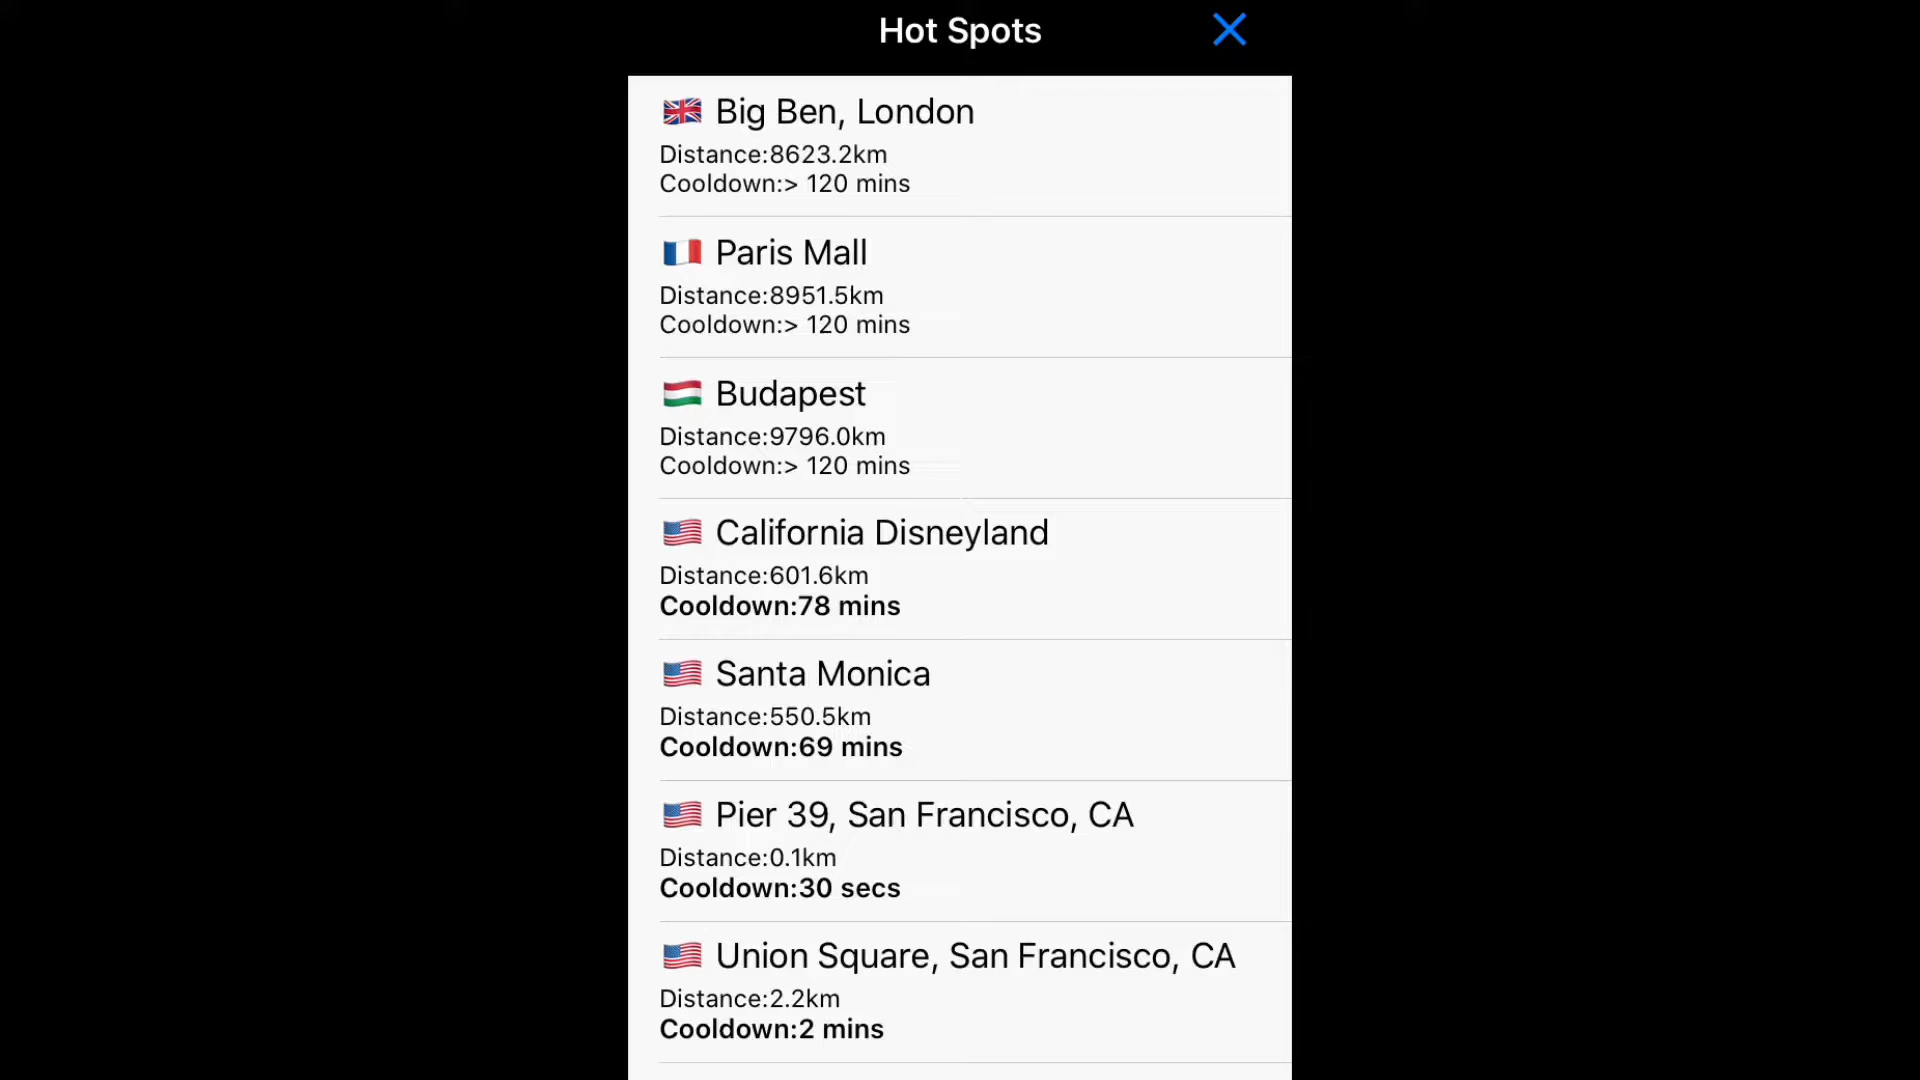 Hot Spots
Big Ben, London
Distance:8623.2km
Cooldown:> 120 mins
Paris Mall
Distance:8951.5km
Cooldown:> 120 mins
Budapest
Distance:9796.0km
Cooldown:> 120 mins
California Disneyland
Distance:601.6km
Cooldown:78 mins
Santa Monica
Distance:550.5km
Cooldown:69 mins
Pier 39, San Francisco, CA
Distance:0.1km
Cooldown:30 secs
Union Square, San Francisco, CA
Distance:2.2km
Cooldown:2 mins